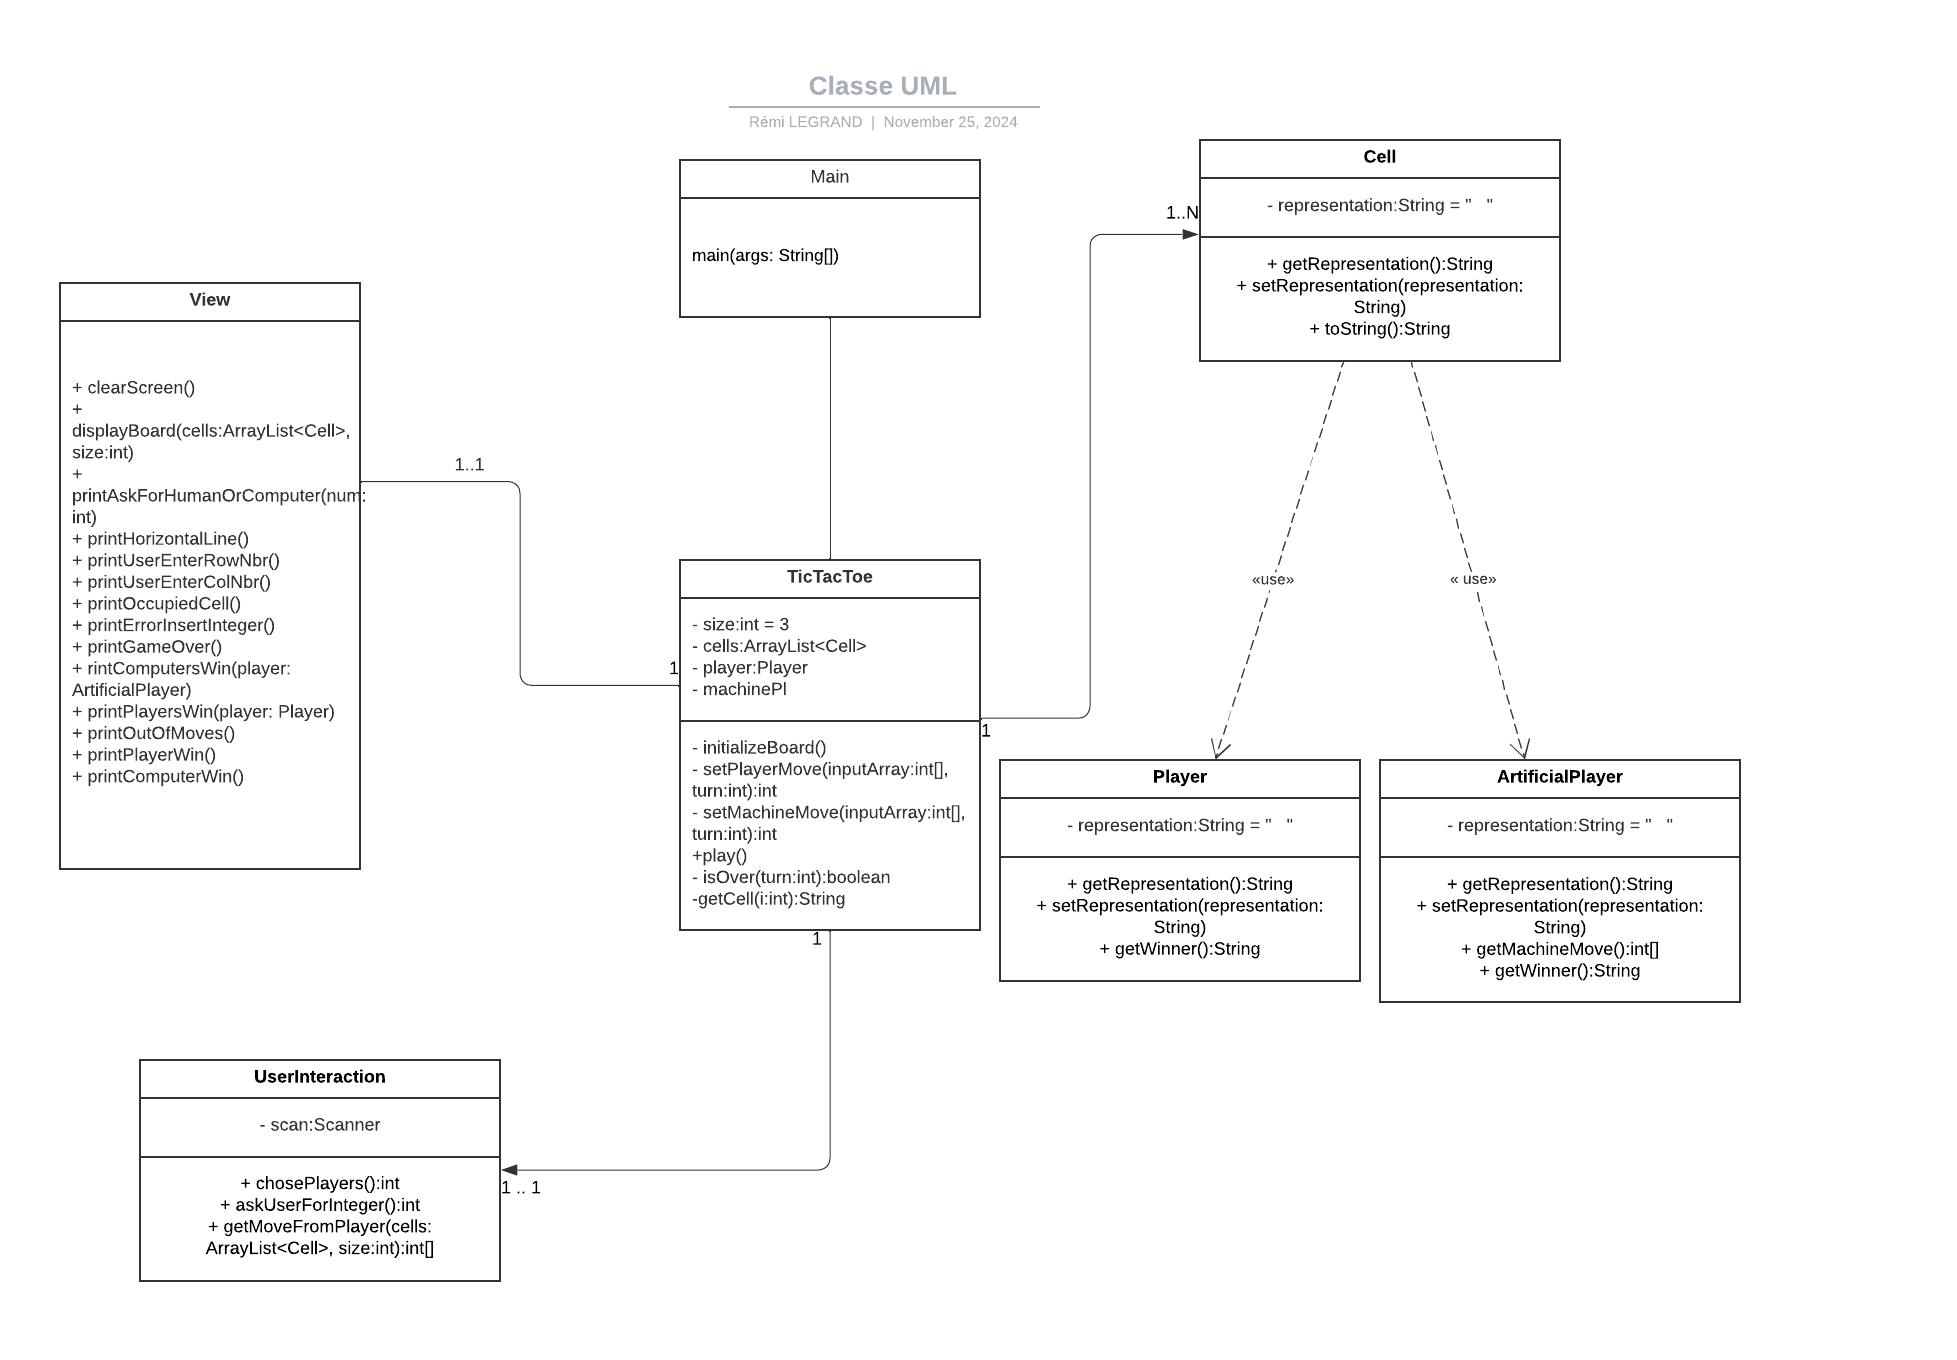 Classe UML
Rémi LEGRAND | November 25, 2024
Main
main(args: String[])
Cell
- representation:String = "   "
+ getRepresentation():String
+ setRepresentation(representation:
String)
+ toString():String
1..N
View
+ clearScreen()
+
displayBoard(cells:ArrayList<Cell>,
size:int)
+
printAskForHumanOrComputer(num:
int)
+ printHorizontalLine()
+ printUserEnterRowNbr()
+ printUserEnterColNbr()
+ printOccupiedCell()
+ printErrorInsertInteger()
+ printGameOver()
+ rintComputersWin(player:
ArtificialPlayer)
+ printPlayersWin(player: Player)
+ printOutOfMoves()
+ printPlayerWin()
+ printComputerWin()
1..1
1
TicTacToe
- size:int = 3
- cells:ArrayList<Cell>
- player:Player
- machinePl
- initializeBoard()
- setPlayerMove(inputArray:int[],
turn:int):int
- setMachineMove(inputArray:int[],
turn:int):int
+play()
- isOver(turn:int):boolean
-getCell(i:int):String
1
1
«use»
« use»
Player
- representation:String = "   "
+ getRepresentation():String
+ setRepresentation(representation:
String)
+ getWinner():String
ArtificialPlayer
- representation:String = "   "
+ getRepresentation():String
+ setRepresentation(representation:
String)
+ getMachineMove():int[]
+ getWinner():String
UserInteraction
- scan:Scanner
+ chosePlayers():int
+ askUserForInteger():int
+ getMoveFromPlayer(cells:
ArrayList<Cell>, size:int):int[]
1 .. 1